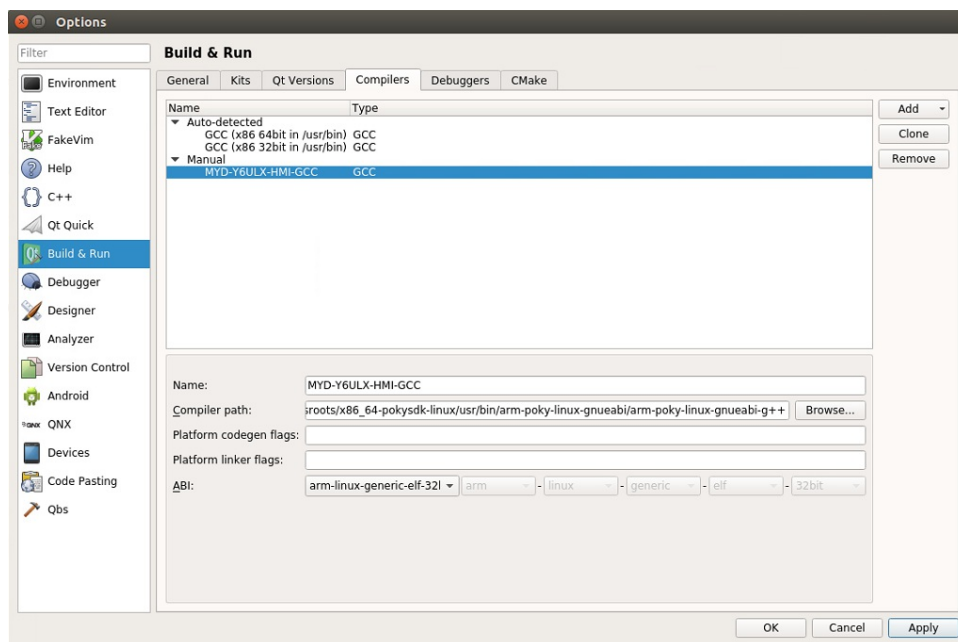 Options
Filter
Build & Run
Environment
Text Editor
FakeVim
Help
C++
Qt Quick
Build & Run
Debugger
Designer
Analyzer
Version Control
Android
QNX
Devices
Code Pasting
Qbs
General Kits Qt Versions Compilers Debuggers CMake
Name Type
Auto-detected
GCC (x86 64bit in /usr/bin) GCC
GCC (x86 32bit in /usr/bin) GCC
Manual
MYD-Y6ULX-HMI-GCC GCC
Add
Clone
Remove
Name: MYD-Y6ULX-HMI-GCC
Compiler path: sroots/x86_64-pokysdk-linux/usr/bin/arm-poky-linux-gnueabi/arm-poky-linux-gnueabi-g++ Browse...
Platform codegen flags:
Platform linker flags:
ABI: arm-linux-generic-elf-32l arm - linux - generic - elf - 32bit
OK Cancel Apply